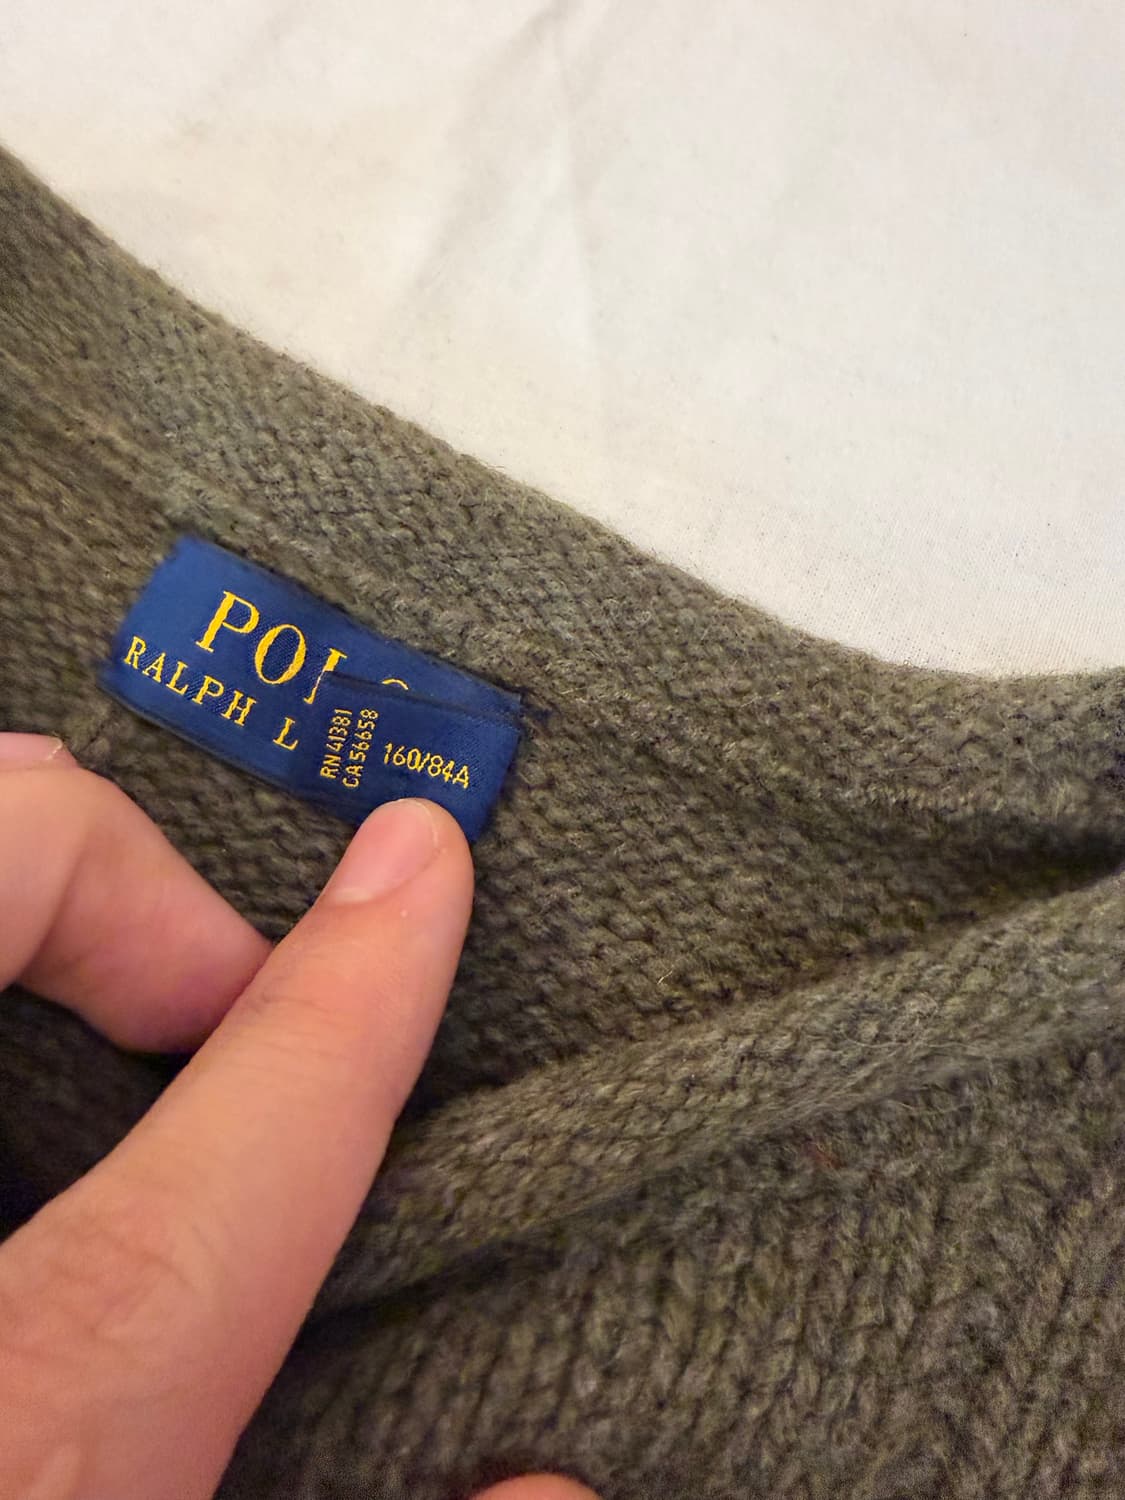 POL
RALPH L
RN 41381
CA 56658
160/84A